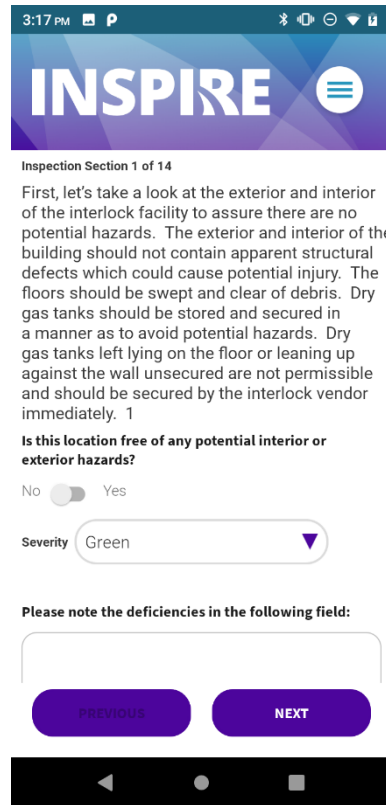 3:17 PM
INSPIRE
Inspection Section 1 of 14
First, let's take a look at the exterior and interior
of the interlock facility to assure there are no
potential hazards.  The exterior and interior of the
building should not contain apparent structural
defects which could cause potential injury.  The
floors should be swept and clear of debris.  Dry
gas tanks should be stored and secured in
a manner as to avoid potential hazards.  Dry
gas tanks left lying on the floor or leaning up
against the wall unsecured are not permissible
and should be secured by the interlock vendor
immediately.  1
Is this location free of any potential interior or
exterior hazards?
No Yes
Severity Green
Please note the deficiencies in the following field:
PREVIOUS NEXT